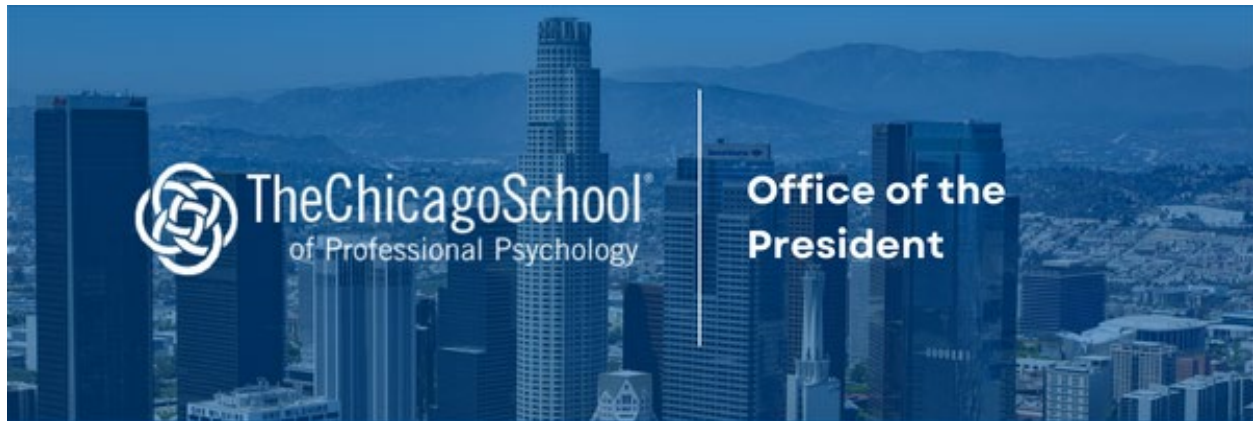 TheChicagoSchool®
of Professional Psychology
Office of the
President